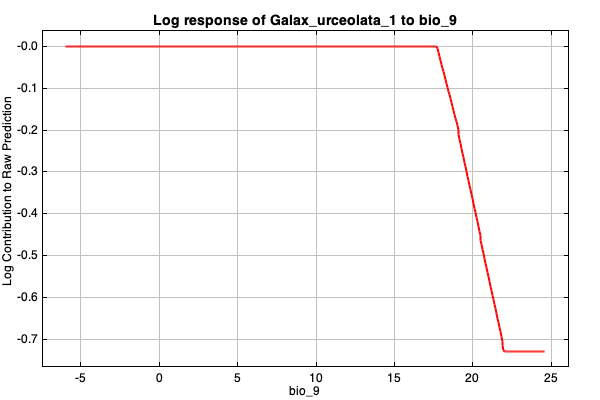 Log response of Galax_urceolata_1 to bio_9
Log Contribution to Raw Prediction
-0.0
-0.1
-0.2
-0.3
-0.4
-0.5
-0.6
-0.7
-5 0 5 10 15 20 25
bio_9